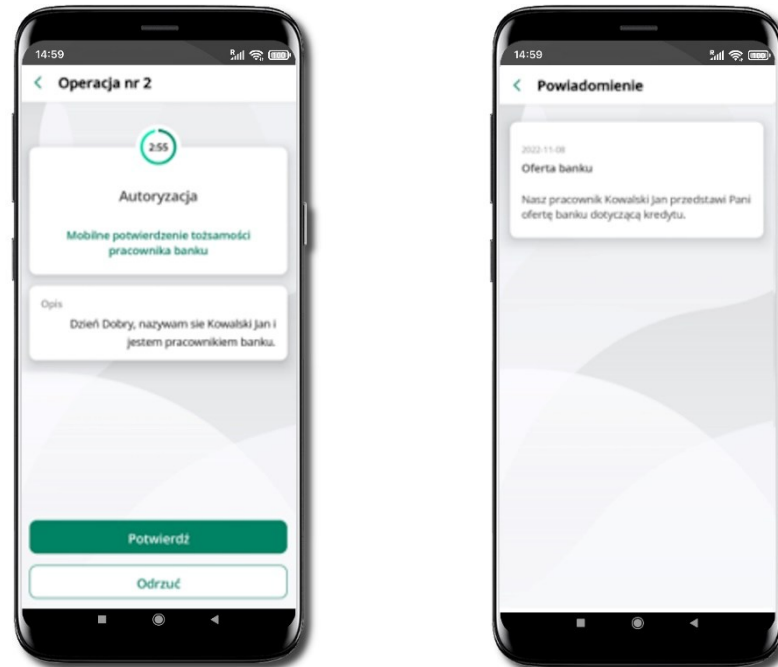 14:59
Operacja nr 2
2:55
Autoryzacja
Mobilne potwierdzenie tożsamości
pracownika banku
Opis
Dzień Dobry, nazywam sie Kowalski Jan i
jestem pracownikiem banku.
Potwierdź
Odrzuć
14:59
Powiadomienie
2022-11-08
Oferta banku
Nasz pracownik Kowalski Jan przedstawi Pani
ofertę banku dotyczącą kredytu.